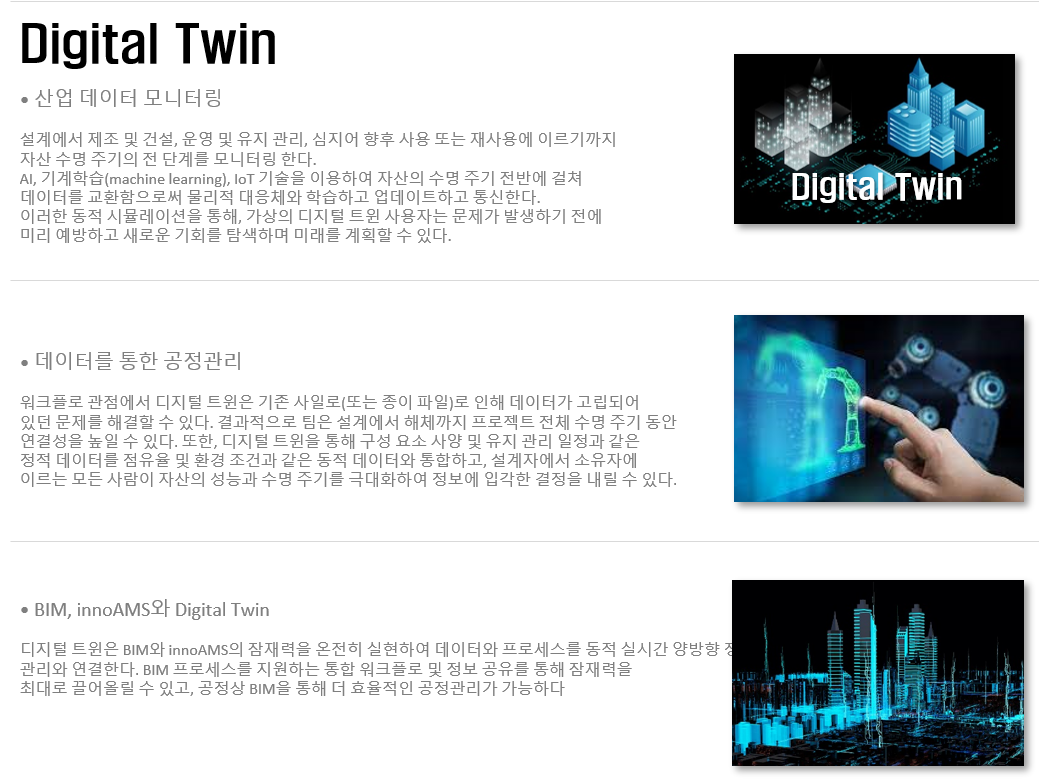 Digital Twin
• 산업 데이터 모니터링
설계에서 제조 및 건설, 운영 및 유지 관리, 심지어 향후 사용 또는 재사용에 이르기까지
자산 수명 주기의 전 단계를 모니터링 한다.
AI, 기계학습(machine learning), IoT 기술을 이용하여 자산의 수명 주기 전반에 걸쳐
데이터를 교환함으로써 물리적 대응체와 학습하고 업데이트하고 통신한다.
이러한 동적 시뮬레이션을 통해, 가상의 디지털 트윈 사용자는 문제가 발생하기 전에
미리 예방하고 새로운 기회를 탐색하며 미래를 계획할 수 있다.
Digital Twin
• 데이터를 통한 공정관리
워크플로 관점에서 디지털 트윈은 기존 사일로(또는 종이 파일)로 인해 데이터가 고립되어
있던 문제를 해결할 수 있다. 결과적으로 팀은 설계에서 해체까지 프로젝트 전체 수명 주기 동안
연결성을 높일 수 있다. 또한, 디지털 트윈을 통해 구성 요소 사양 및 유지 관리 일정과 같은
정적 데이터를 점유율 및 환경 조건과 같은 동적 데이터와 통합하고, 설계자에서 소유자에
이르는 모든 사람이 자산의 성능과 수명 주기를 극대화하여 정보에 입각한 결정을 내릴 수 있다.
• BIM, innoAMS와 Digital Twin
디지털 트윈은 BIM와 innoAMS의 잠재력을 온전히 실현하여 데이터와 프로세스를 동적 실시간 양방향
관리와 연결한다. BIM 프로세스를 지원하는 통합 워크플로 및 정보 공유를 통해 잠재력을
최대로 끌어올릴 수 있고, 공정상 BIM을 통해 더 효율적인 공정관리가 가능하다